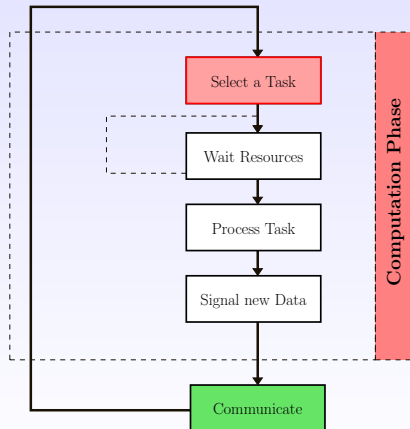 Select a Task
Wait Resources
Process Task
Signal new Data
Communicate
Computation Phase